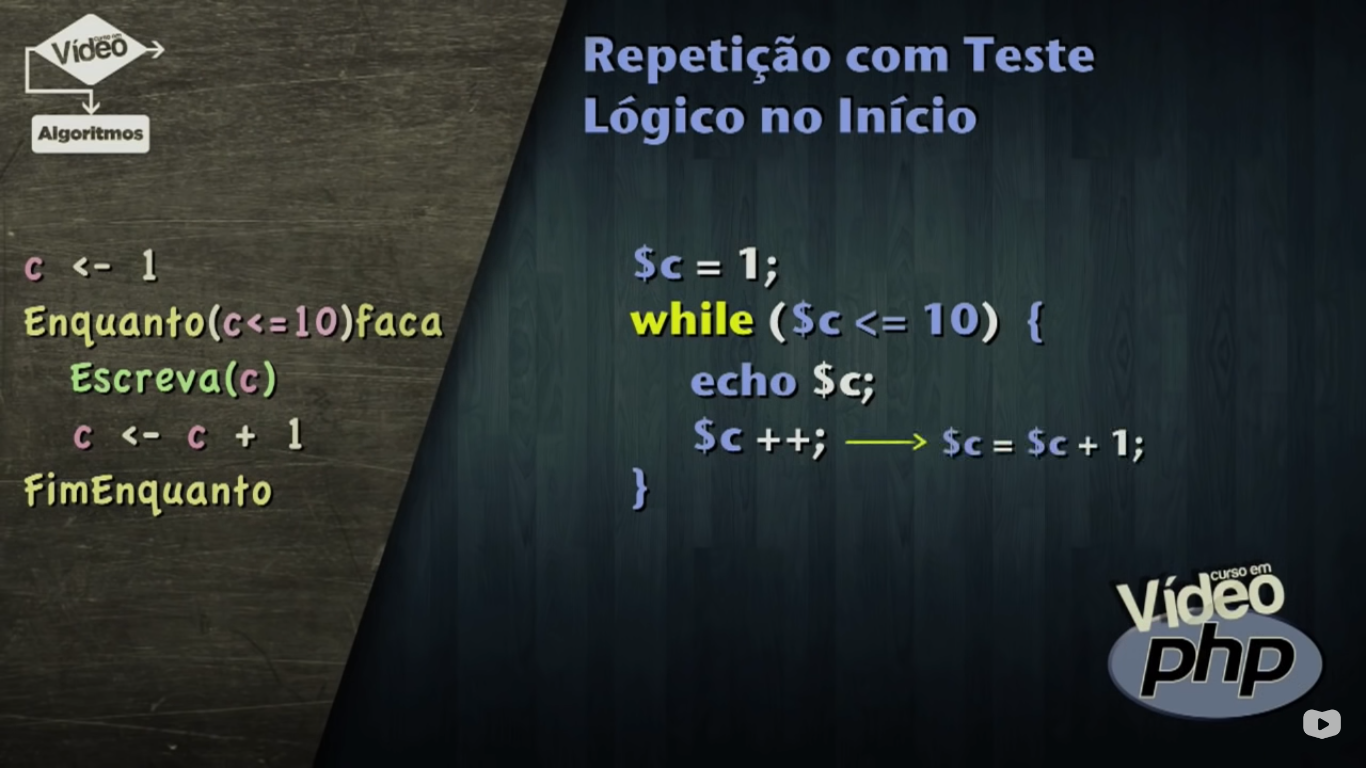 curso em
Vídeo
Algoritmos
Repetição com Teste
Lógico no Início
c <- 1
Enquanto(c<=10)faca
Escreva(c)
c <- c + 1
FimEnquanto
$c = 1;
while ($c <= 10) {
echo $c;
$c ++; ⟶ $c = $c + 1;
}
curso em
Vídeo
php